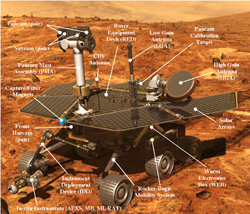 Pancam (pair)
Navcam (pair)
Pancam Mast
Assembly (PMA)
Capture/Filter
Magnets
Front
Hazcam
(pair)
UHF
Antenna
Rover
Equipment
Deck (RED)
Low Gain
Antenna
(LGA)
Pancam
Calibration
Target
High Gain
Antenna
(HGA)
Solar
Arrays
Warm
Electronics
Box (WEB)
Rocker-Bogie
Mobility System
Instrument
Deployment
Device (IDD)
In-situ Instruments (APXS, MB, MI, RAT)